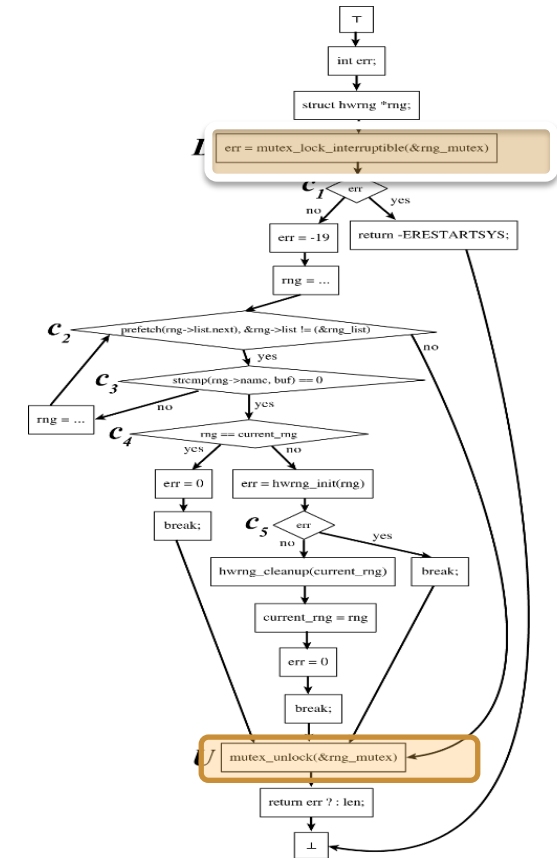 ⊤
int err;
struct hwrng *rng;
L
err = mutex_lock_interruptible(&rng_mutex)
c1
err
no
yes
err = -19
return -ERESTARTSYS;
rng = ...
c2
prefetch(rng->list.next), &rng->list != (&rng_list)
no
yes
c3
strcmp(rng->name, buf) == 0
rng = ...
no
yes
c4
rng == current_rng
yes
no
err = 0
err = hwrng_init(rng)
break;
c5
err
no
yes
hwrng_cleanup(current_rng)
break;
current_rng = rng
err = 0
break;
U
mutex_unlock(&rng_mutex)
return err ? : len;
⊥